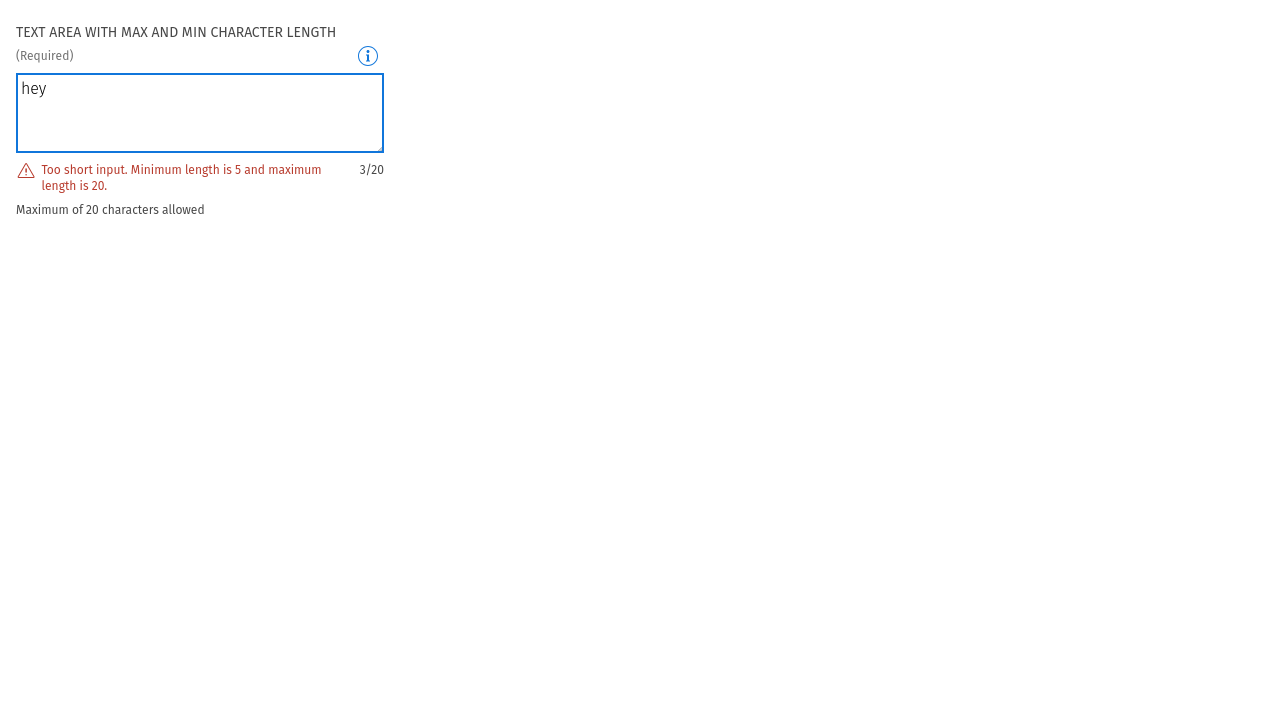 TEXT AREA WITH MAX AND MIN CHARACTER LENGTH
(Required)
hey
Too short input. Minimum length is 5 and maximum
length is 20.
3/20
Maximum of 20 characters allowed